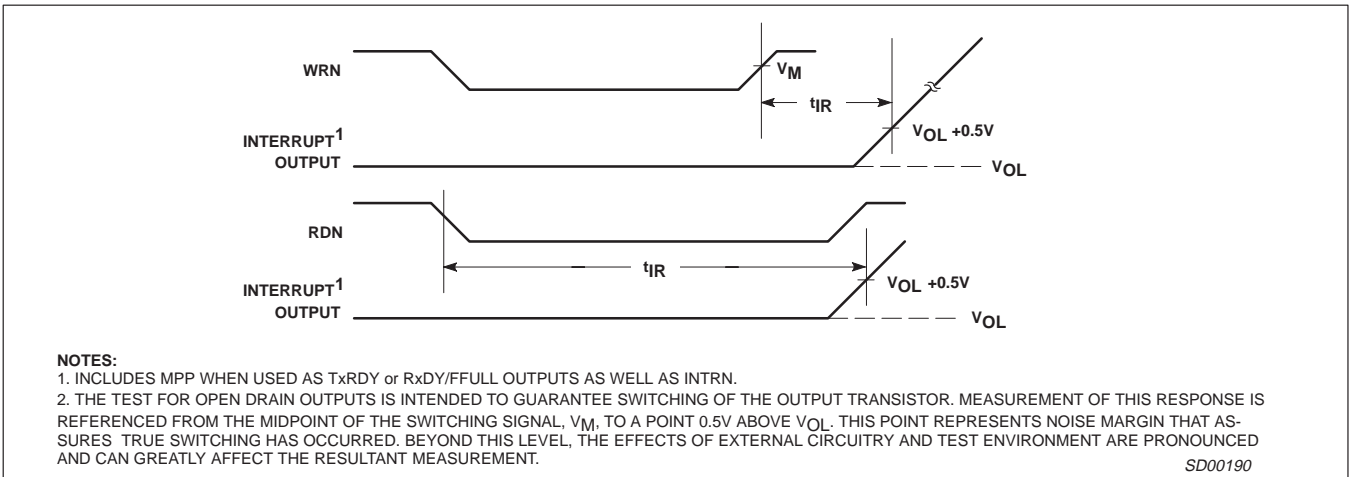 WRN
VM
tIR
INTERRUPT1
OUTPUT
VOL +0.5V
VOL
RDN
tIR
INTERRUPT1
OUTPUT
VOL +0.5V
VOL
NOTES:
1. INCLUDES MPP WHEN USED AS TxRDY or RxDY/FFULL OUTPUTS AS WELL AS INTRN.
2. THE TEST FOR OPEN DRAIN OUTPUTS IS INTENDED TO GUARANTEE SWITCHING OF THE OUTPUT TRANSISTOR. MEASUREMENT OF THIS RESPONSE IS
REFERENCED FROM THE MIDPOINT OF THE SWITCHING SIGNAL, VM, TO A POINT 0.5V ABOVE VOL. THIS POINT REPRESENTS NOISE MARGIN THAT AS-
SURES TRUE SWITCHING HAS OCCURRED. BEYOND THIS LEVEL, THE EFFECTS OF EXTERNAL CIRCUITRY AND TEST ENVIRONMENT ARE PRONOUNCED
AND CAN GREATLY AFFECT THE RESULTANT MEASUREMENT.
SD00190